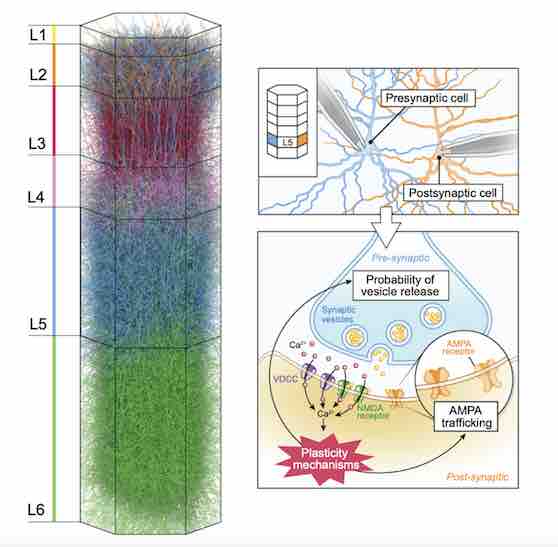 L1
L2
L3
L4
L5
L6
L5
Presynaptic cell
Postsynaptic cell
Pre-synaptic
Probability of
vesicle release
Synaptic
vesicles
Ca²⁺
VDCC
NMDA
receptor
Ca²⁺
AMPA
receptor
AMPA
trafficking
Plasticity
mechanisms
Post-synaptic